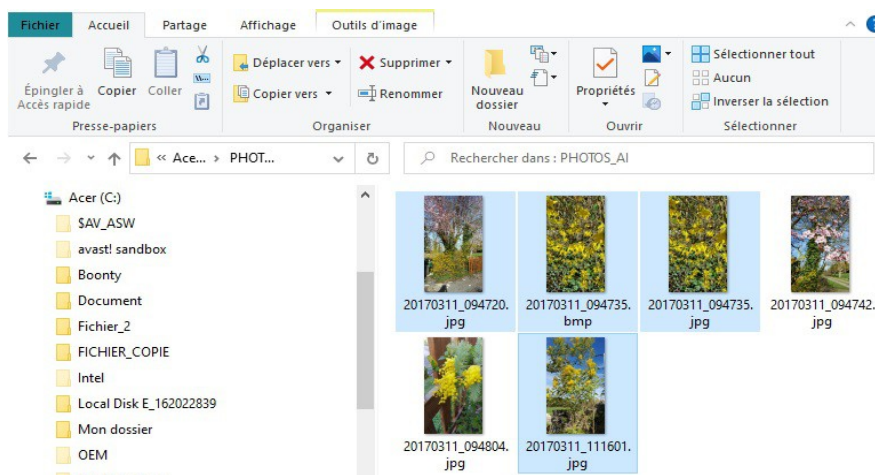 Fichier Accueil Partage Affichage Outils d'image
Épingler à Accès rapide
Copier
Coller
Déplacer vers
Copier vers
Supprimer
Renommer
Nouveau dossier
Propriétés
Sélectionner tout
Aucun
Inverser la sélection
Presse-papiers Organiser Nouveau Ouvrir Sélectionner
« Ace... › PHOT...
Rechercher dans : PHOTOS_AI
Acer (C:)
$AV_ASW
avast! sandbox
Boonty
Document
Fichier_2
FICHIER_COPIE
Intel
Local Disk E_162022839
Mon dossier
OEM
20170311_094720.
jpg
20170311_094735.
bmp
20170311_094735.
jpg
20170311_094742.
jpg
20170311_094804.
jpg
20170311_111601.
jpg